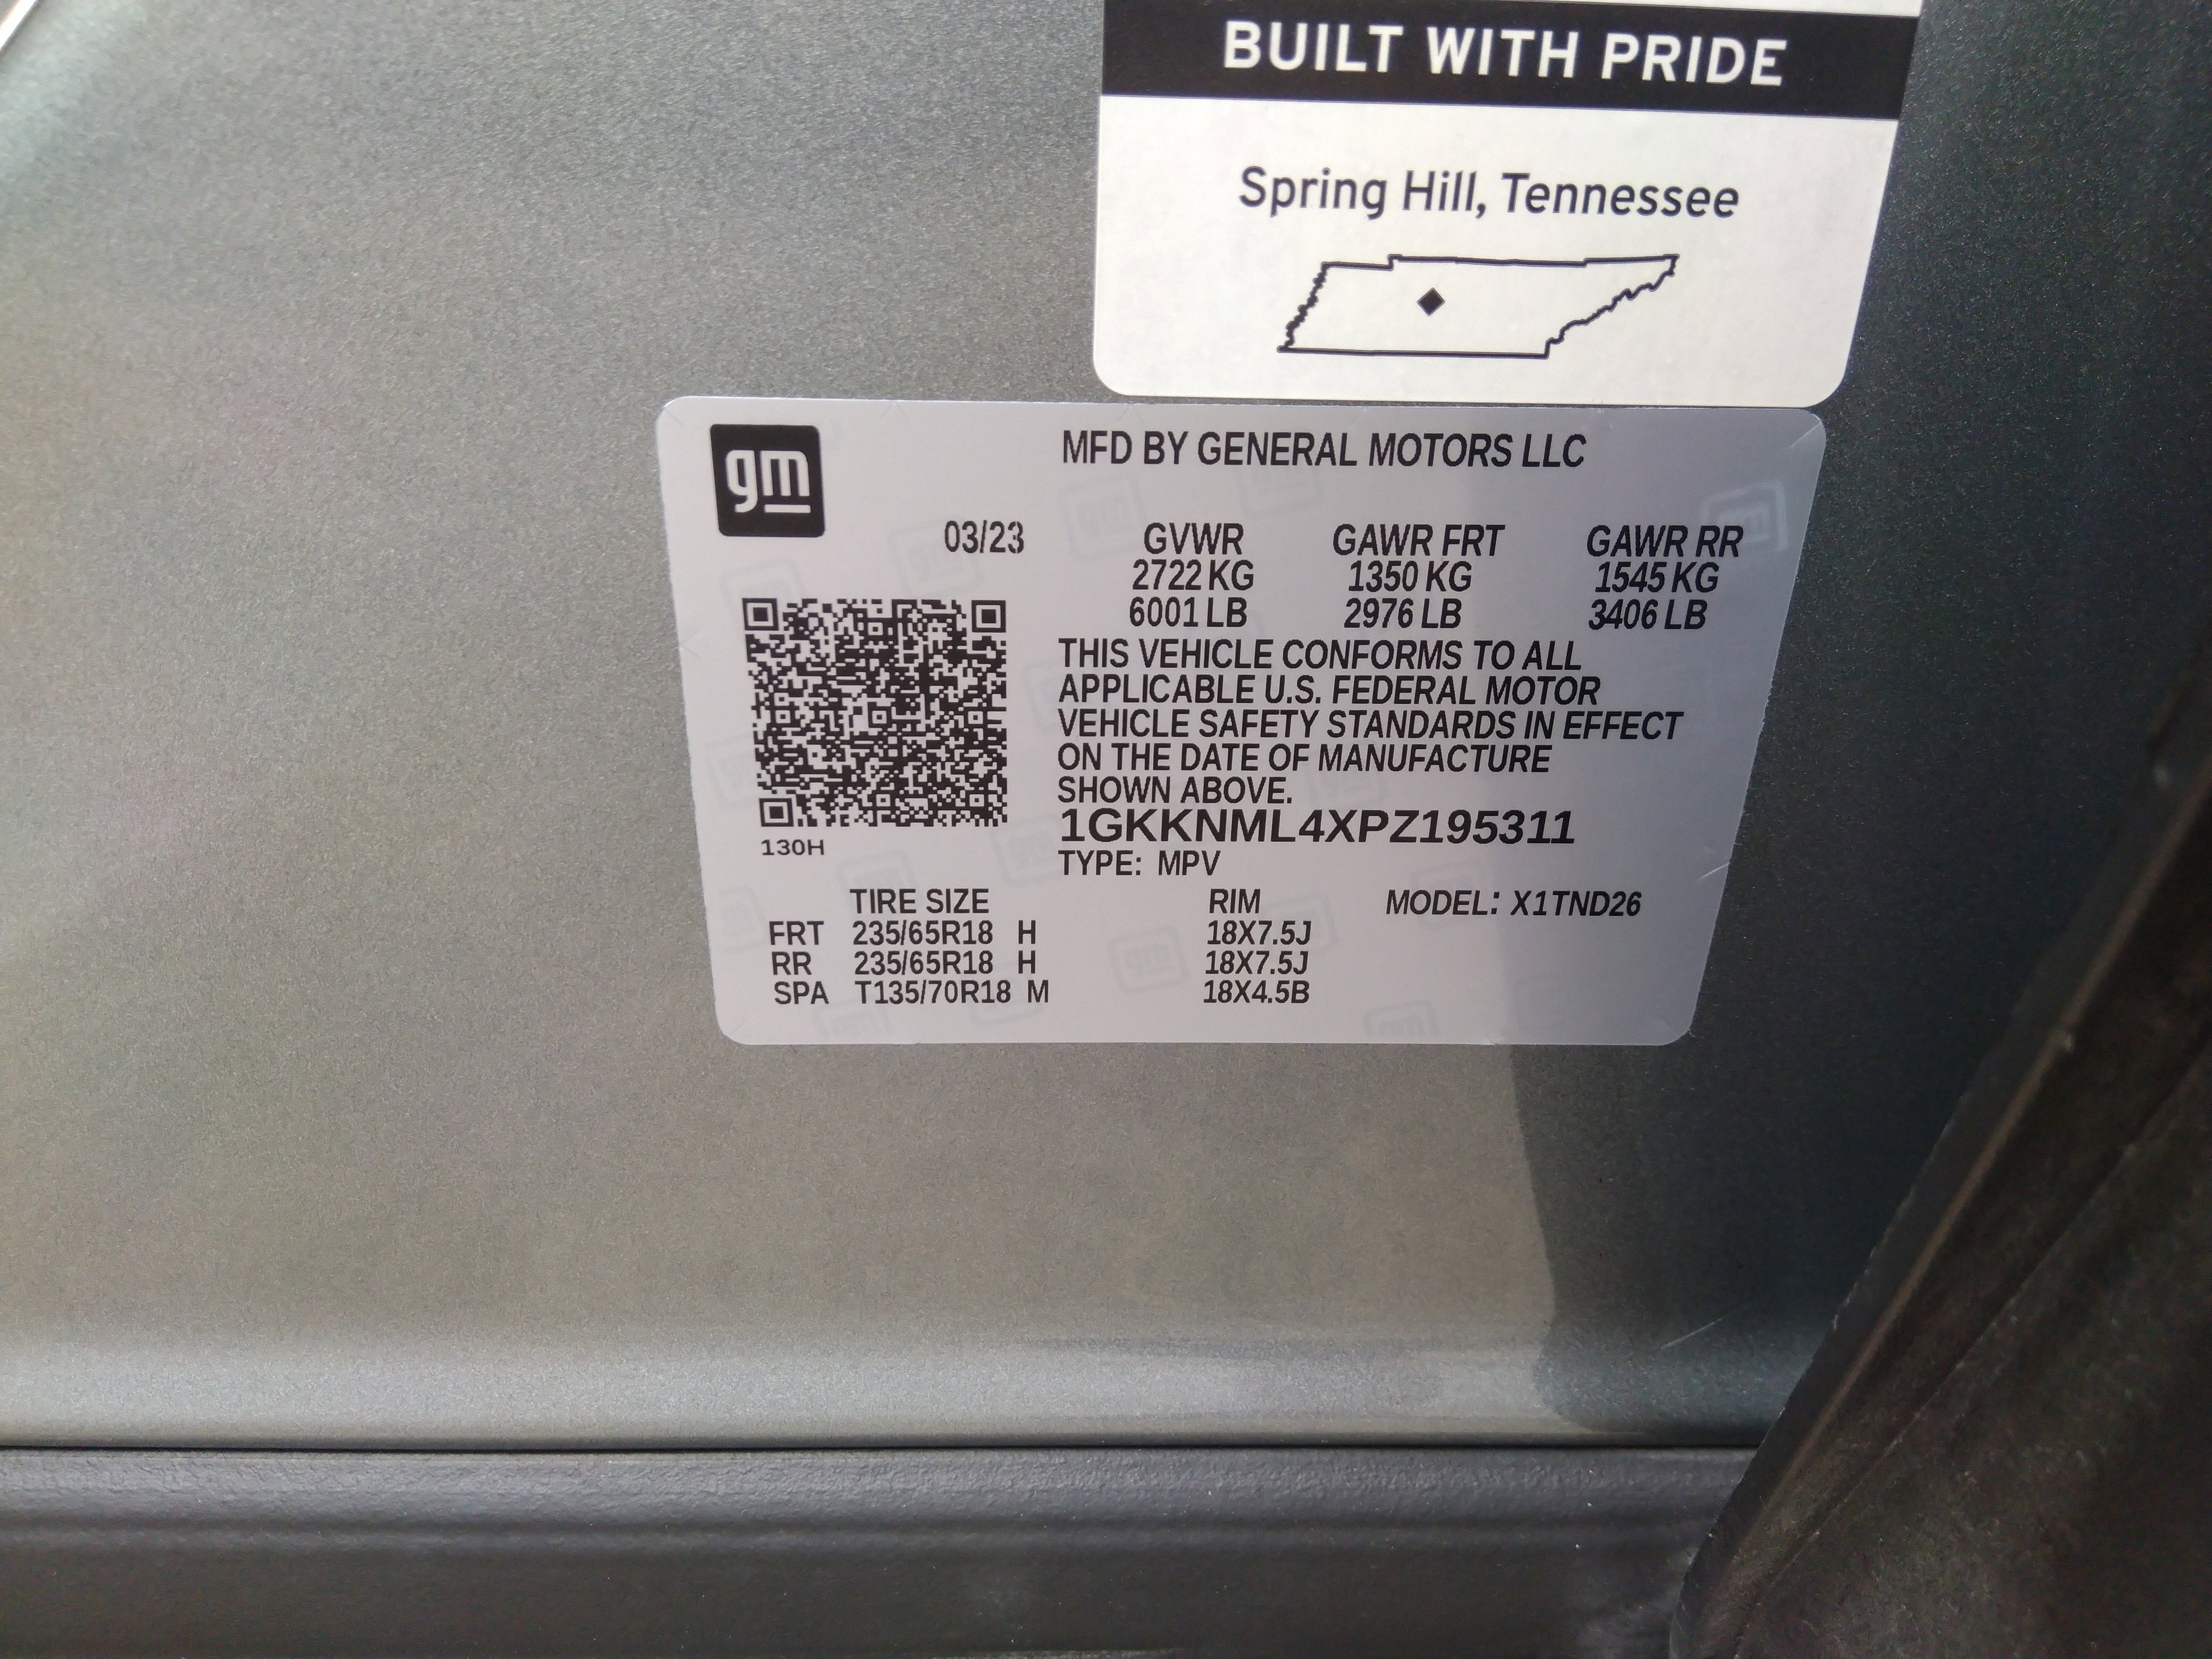 BUILT WITH PRIDE
Spring Hill, Tennessee
gm
MFD BY GENERAL MOTORS LLC
03/23 GVWR GAWR FRT GAWR RR
2722 KG 1350 KG 1545 KG
6001 LB 2976 LB 3406 LB
THIS VEHICLE CONFORMS TO ALL
APPLICABLE U.S. FEDERAL MOTOR
VEHICLE SAFETY STANDARDS IN EFFECT
ON THE DATE OF MANUFACTURE
SHOWN ABOVE.
1GKKNML4XPZ195311
130H
TYPE: MPV
TIRE SIZE RIM MODEL: X1TND26
FRT 235/65R18 H 18X7.5J
RR 235/65R18 H 18X7.5J
SPA T135/70R18 M 18X4.5B